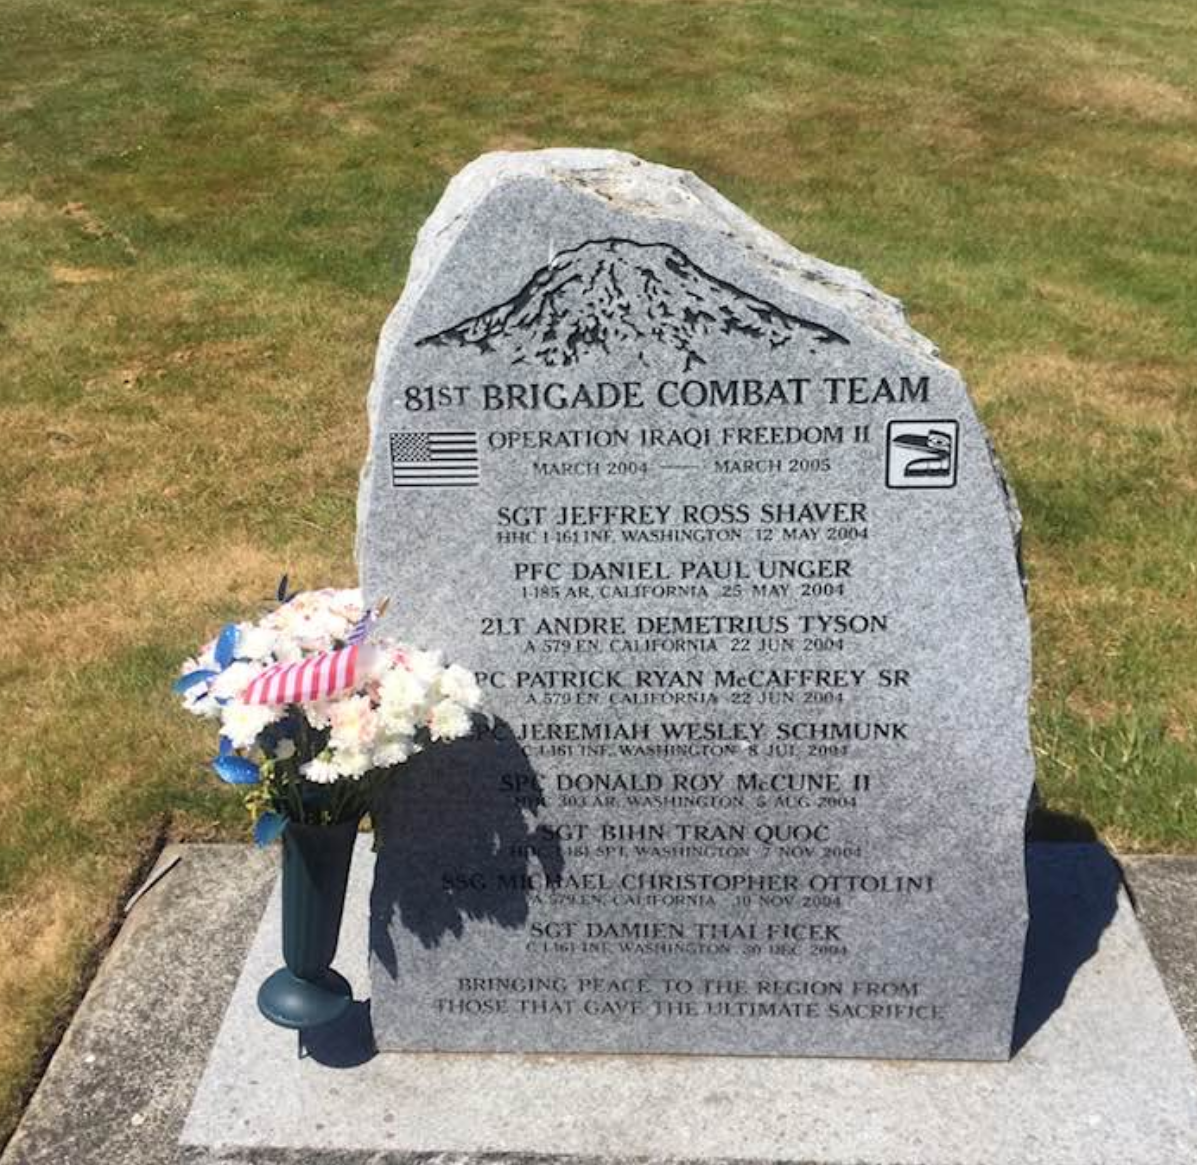 81ST BRIGADE COMBAT TEAM
OPERATION IRAQI FREEDOM II
MARCH 2004 — MARCH 2005
SGT JEFFREY ROSS SHAVER
HHC 1-161 INF, WASHINGTON 12 MAY 2004
PFC DANIEL PAUL UNGER
1-185 AR, CALIFORNIA 25 MAY 2004
2LT ANDRE DEMETRIUS TYSON
A 579 EN, CALIFORNIA 22 JUN 2004
PC PATRICK RYAN McCAFFREY SR
A 579 EN, CALIFORNIA 22 JUN 2004
PC JEREMIAH WESLEY SCHMUNK
C 1-161 INF, WASHINGTON 8 JUL 2004
SPC DONALD ROY McCUNE II
303 AR, WASHINGTON 5 AUG 2004
SGT BIHN TRAN QUOC
181 SPT, WASHINGTON 7 NOV 2004
SSG MICHAEL CHRISTOPHER OTTOLINI
A 579 EN, CALIFORNIA 10 NOV 2004
SGT DAMIEN THAI FICEK
C 1-161 INF, WASHINGTON 30 DEC 2004
BRINGING PEACE TO THE REGION FROM
THOSE THAT GAVE THE ULTIMATE SACRIFICE